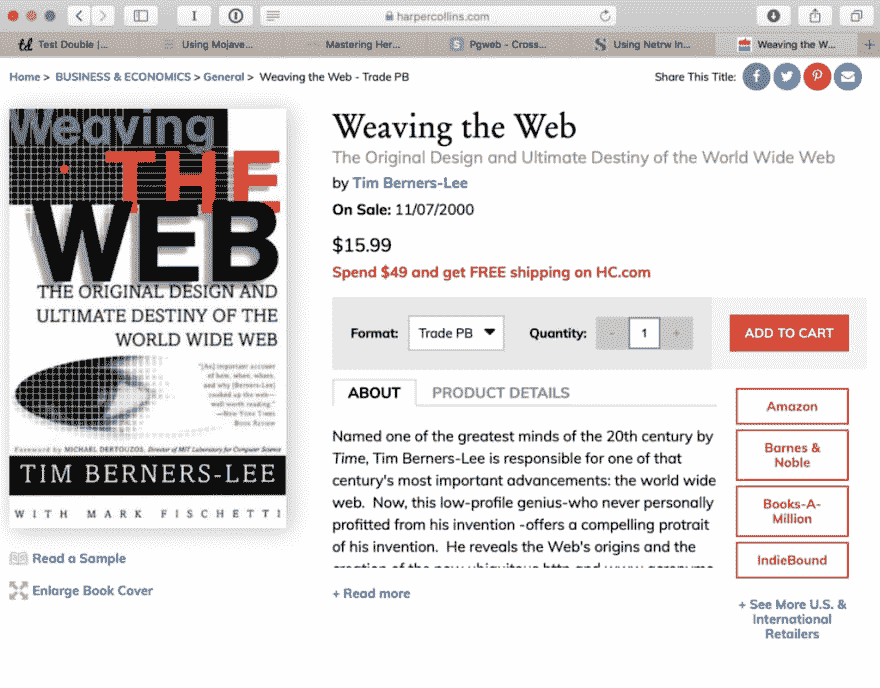 harpercollins.com
Test Double |...
Using Mojave...
Mastering Her...
Pgweb - Cross...
Using Netrw In...
Weaving the W...
Home > BUSINESS & ECONOMICS > General > Weaving the Web - Trade PB
Share This Title:
Weaving
THE
WEB
THE ORIGINAL DESIGN AND
ULTIMATE DESTINY OF THE
WORLD WIDE WEB
"[An] important account
of how, when, where,
and why [Berners-Lee]
cooked up the web—
well worth reading."
—New York Times
Book Review
Foreword by MICHAEL DERTOUZOS, Director of MIT Laboratory for Computer Science
TIM BERNERS-LEE
WITH MARK FISCHETTI
Read a Sample
Enlarge Book Cover
Weaving the Web
The Original Design and Ultimate Destiny of the World Wide Web
by Tim Berners-Lee
On Sale: 11/07/2000
$15.99
Spend $49 and get FREE shipping on HC.com
Format: Trade PB Quantity: - 1 +
ADD TO CART
ABOUT PRODUCT DETAILS
Named one of the greatest minds of the 20th century by
Time, Tim Berners-Lee is responsible for one of that
century's most important advancements: the world wide
web. Now, this low-profile genius-who never personally
profitted from his invention -offers a compelling protrait
of his invention. He reveals the Web's origins and the
creation of the now ubiquitous http and www acronyms
+ Read more
Amazon
Barnes &
Noble
Books-A-
Million
IndieBound
+ See More U.S. &
International
Retailers